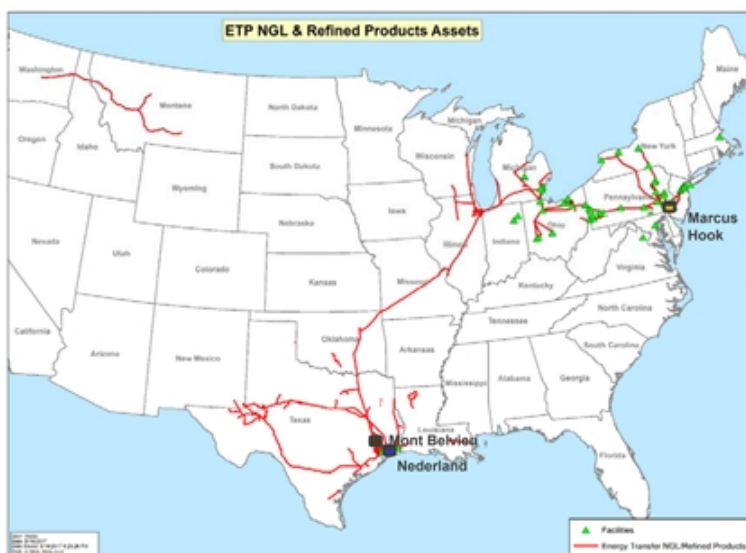 ETP NGL & Refined Products Assets
Washington
Montana
North Dakota
Minnesota
Michigan
Maine
Oregon
Idaho
South Dakota
Wisconsin
Michigan
New York
Wyoming
Iowa
Pennsylvania
Nebraska
Nevada
Utah
Colorado
Illinois
Indiana
Ohio
Marcus
Hook
Kansas
Missouri
Kentucky
Virginia
California
Arizona
New Mexico
Oklahoma
Arkansas
Tennessee
North Carolina
South Carolina
Mississippi
Alabama
Georgia
Texas
Louisiana
Mont Belvieu
Nederland
Florida
Facilities
Energy Transfer NGL/Refined Products